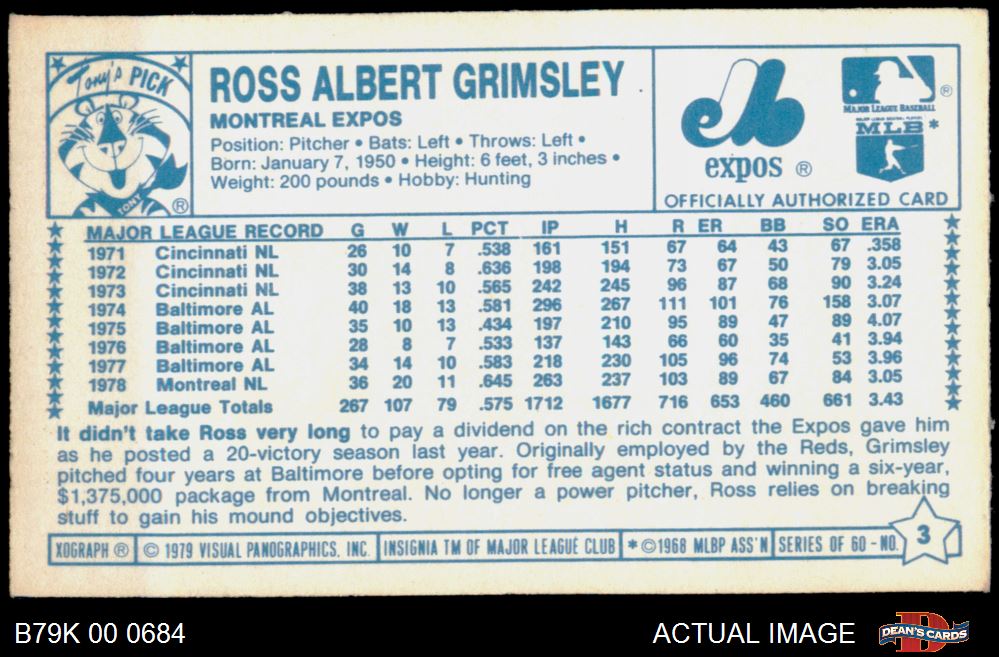 Tony's PICK
TONY
®
ROSS ALBERT GRIMSLEY
MONTREAL EXPOS
Position: Pitcher • Bats: Left • Throws: Left •
Born: January 7, 1950 • Height: 6 feet, 3 inches •
Weight: 200 pounds • Hobby: Hunting
expos ®
®
MAJOR LEAGUE BASEBALL
MAJOR LEAGUE BASEBALL PLAYERS
MLB *
OFFICIALLY AUTHORIZED CARD
MAJOR LEAGUE RECORD G W L PCT IP H R ER BB SO ERA
1971 Cincinnati NL 26 10 7 .538 161 151 67 64 43 67 .358
1972 Cincinnati NL 30 14 8 .636 198 194 73 67 50 79 3.05
1973 Cincinnati NL 38 13 10 .565 242 245 96 87 68 90 3.24
1974 Baltimore AL 40 18 13 .581 296 267 111 101 76 158 3.07
1975 Baltimore AL 35 10 13 .434 197 210 95 89 47 89 4.07
1976 Baltimore AL 28 8 7 .533 137 143 66 60 35 41 3.94
1977 Baltimore AL 34 14 10 .583 218 230 105 96 74 53 3.96
1978 Montreal NL 36 20 11 .645 263 237 103 89 67 84 3.05
Major League Totals 267 107 79 .575 1712 1677 716 653 460 661 3.43
It didn't take Ross very long to pay a dividend on the rich contract the Expos gave him
as he posted a 20-victory season last year. Originally employed by the Reds, Grimsley
pitched four years at Baltimore before opting for free agent status and winning a six-year,
$1,375,000 package from Montreal. No longer a power pitcher, Ross relies on breaking
stuff to gain his mound objectives.
XOGRAPH ® © 1979 VISUAL PANOGRAPHICS, INC. INSIGNIA TM OF MAJOR LEAGUE CLUB * ©1968 MLBP ASS'N SERIES OF 60 - NO. 3
B79K 00 0684 ACTUAL IMAGE DEAN'S CARDS